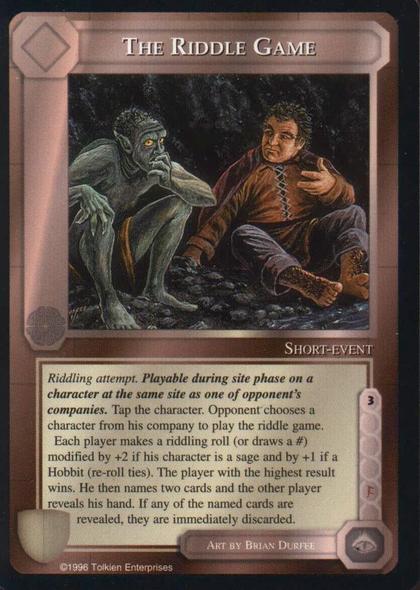 THE RIDDLE GAME
SHORT-EVENT
Riddling attempt. Playable during site phase on a
character at the same site as one of opponent's
companies. Tap the character. Opponent chooses a
character from his company to play the riddle game.
Each player makes a riddling roll (or draws a #)
modified by +2 if his character is a sage and by +1 if a
Hobbit (re-roll ties). The player with the highest result
wins. He then names two cards and the other player
reveals his hand. If any of the named cards are
revealed, they are immediately discarded.
3
F
ART BY BRIAN DURFEE
©1996 Tolkien Enterprises